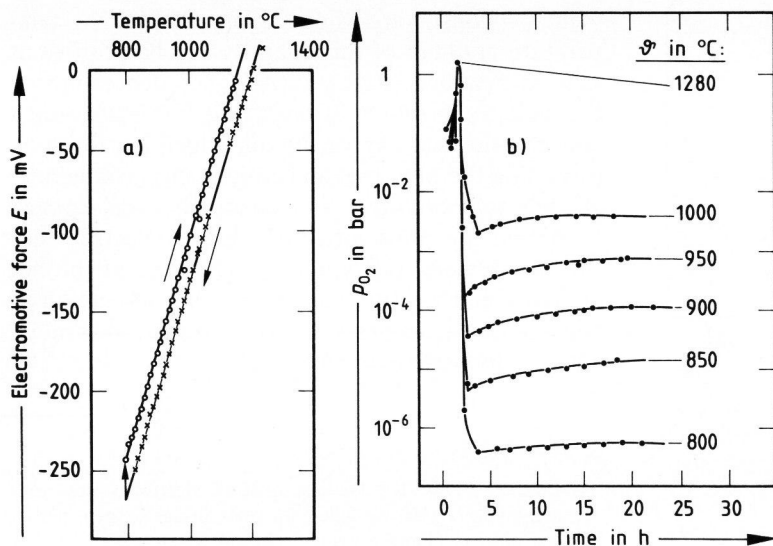 Temperature in °C
800 1000 1400
Electromotive force E in mV
0
-50
-100
-150
-200
-250
a)
p O2 in bar
1
10⁻²
10⁻⁴
10⁻⁶
b)
ϑ in °C:
1280
1000
950
900
850
800
0 5 10 15 20 25 30
Time in h